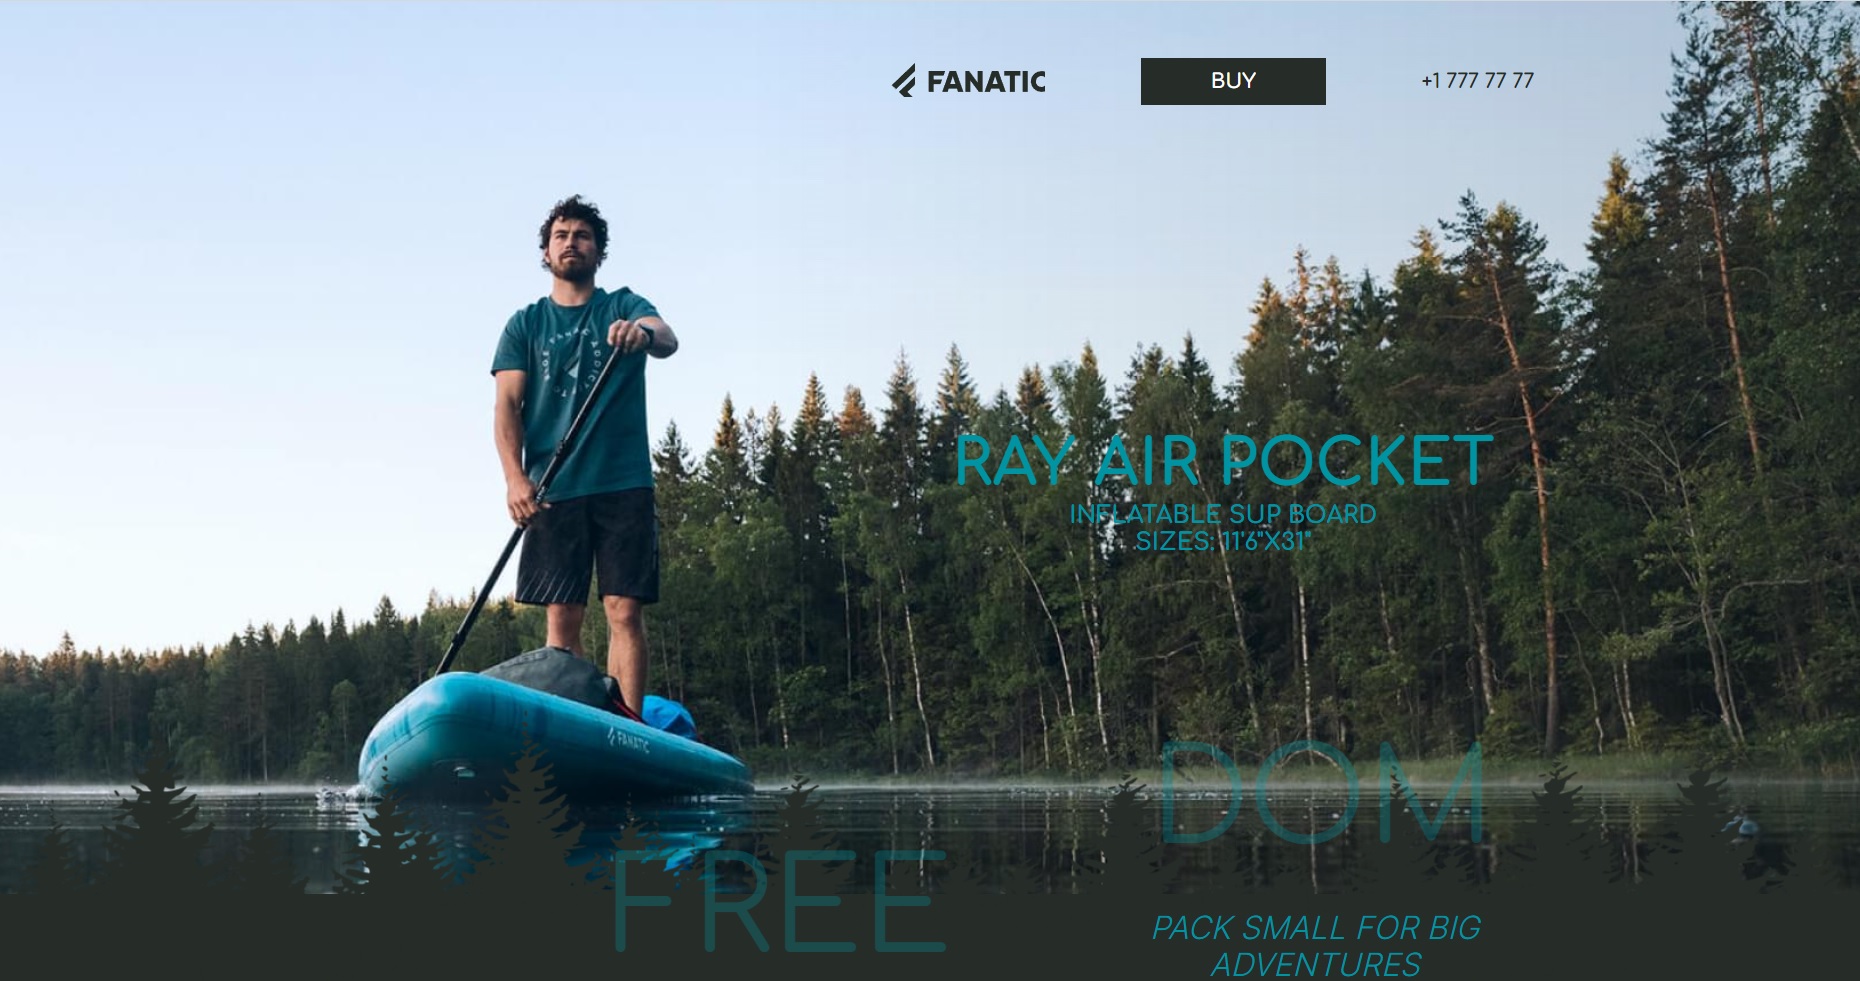 FANATIC
BUY
+1 777 77 77
RAY AIR POCKET
INFLATABLE SUP BOARD
SIZES: 11'6"X31"
FANATIC
DOM
FREE
PACK SMALL FOR BIG
ADVENTURES